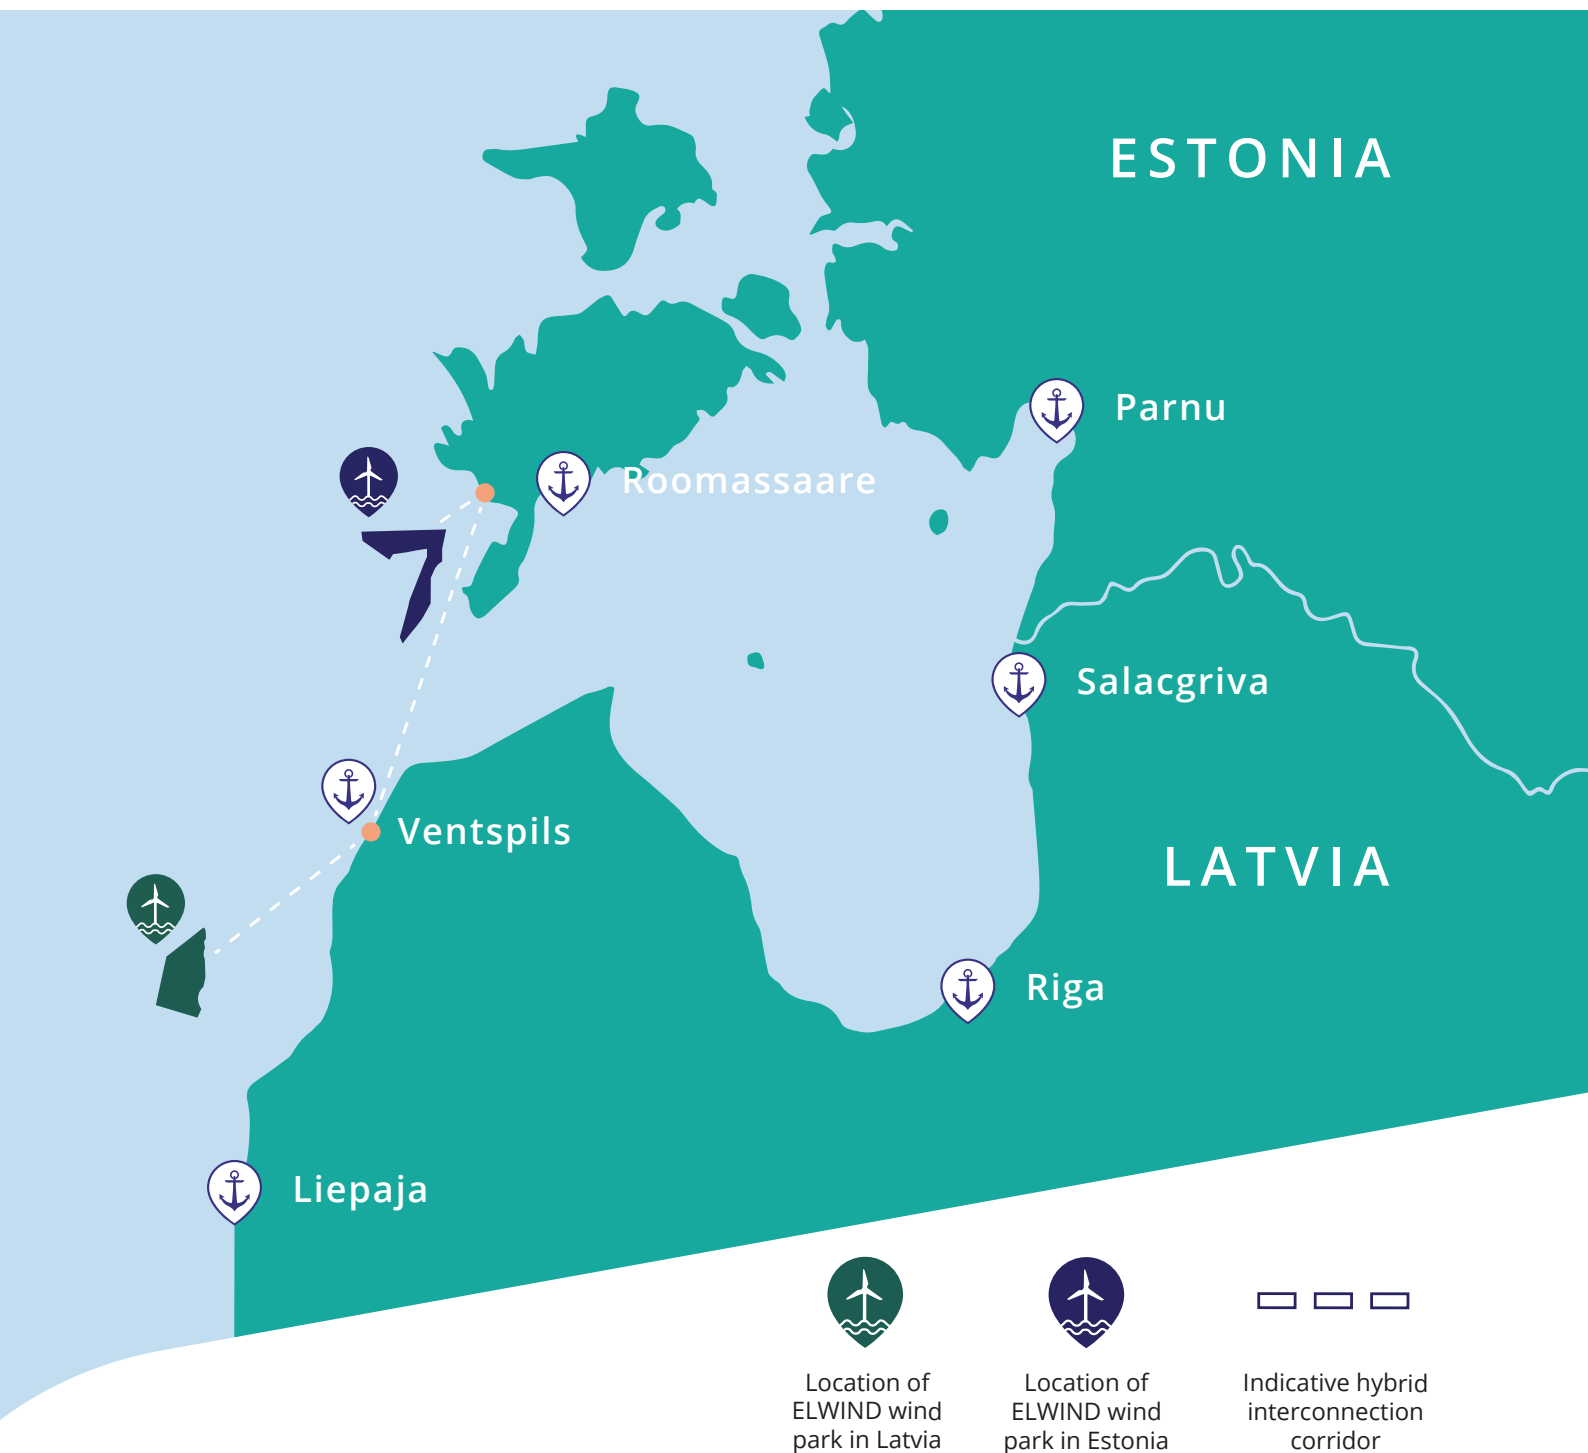 ESTONIA
Parnu
Roomassaare
Salacgriva
Ventspils
LATVIA
Riga
Liepaja
Location of
ELWIND wind
park in Latvia
Location of
ELWIND wind
park in Estonia
Indicative hybrid
interconnection
corridor